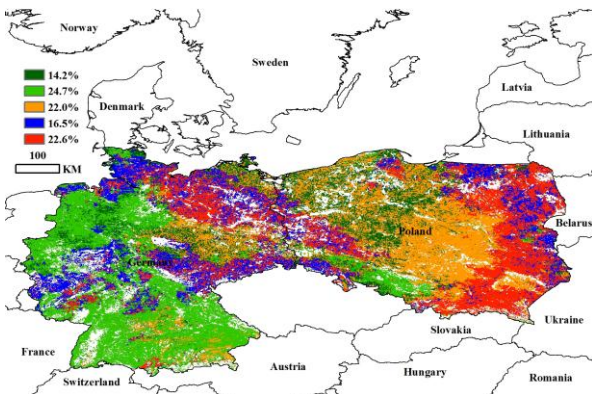 Norway
Sweden
Denmark
Latvia
Lithuania
14.2%
24.7%
22.0%
16.5%
22.6%
100
KM
Belarus
Poland
German
Ukraine
Slovakia
France
Austria
Hungary
Switzerland
Romania